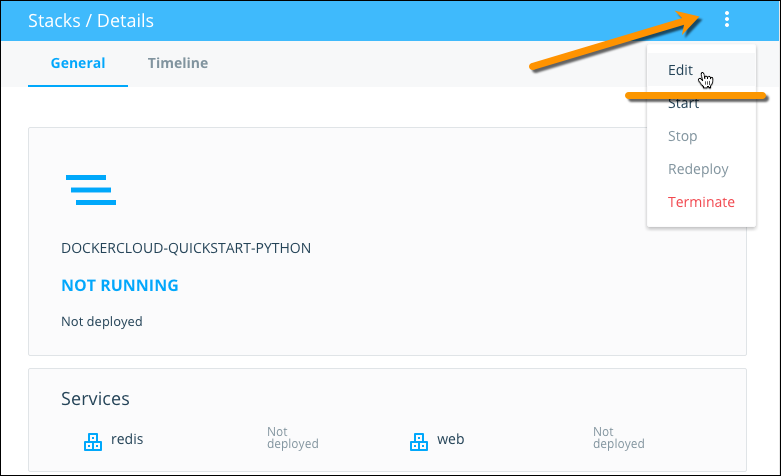 Stacks / Details
General Timeline
Edit
Start
Stop
Redeploy
Terminate
DOCKERCLOUD-QUICKSTART-PYTHON
NOT RUNNING
Not deployed
Services
redis
Not
deployed
web
Not
deployed